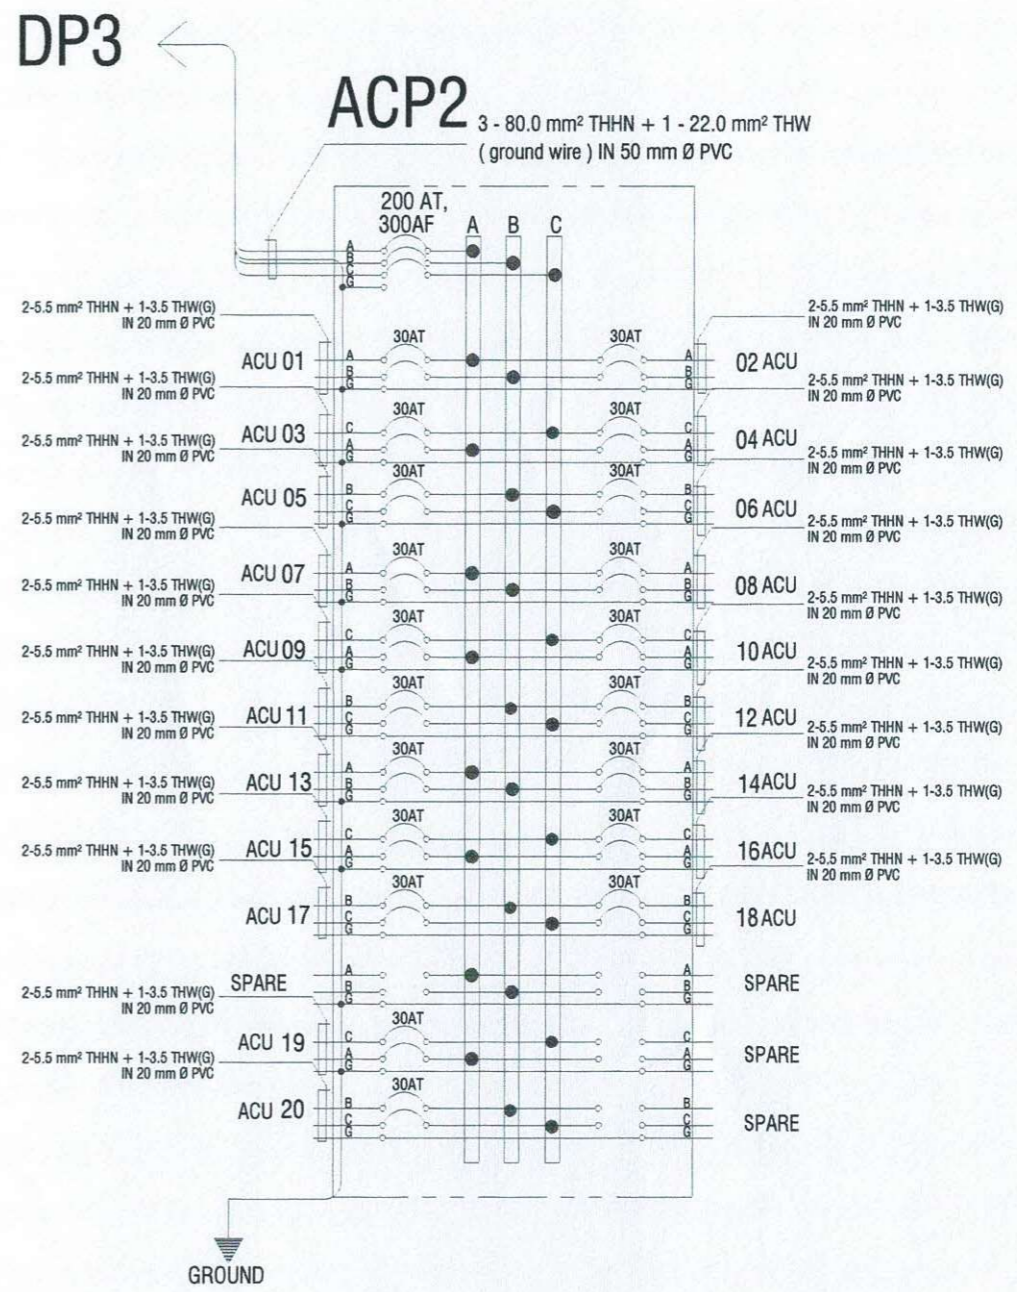 DP3
ACP2
3 - 80.0 mm² THHN + 1 - 22.0 mm² THW
( ground wire ) IN 50 mm Ø PVC
200 AT,
300AF
A B C
A
B
C
G
2-5.5 mm² THHN + 1-3.5 THW(G)
IN 20 mm Ø PVC
2-5.5 mm² THHN + 1-3.5 THW(G)
IN 20 mm Ø PVC
ACU 01
A
B
G
30AT
30AT
A
B
G
02 ACU
2-5.5 mm² THHN + 1-3.5 THW(G)
IN 20 mm Ø PVC
2-5.5 mm² THHN + 1-3.5 THW(G)
IN 20 mm Ø PVC
ACU 03
C
A
G
30AT
30AT
C
A
G
04 ACU
2-5.5 mm² THHN + 1-3.5 THW(G)
IN 20 mm Ø PVC
2-5.5 mm² THHN + 1-3.5 THW(G)
IN 20 mm Ø PVC
ACU 05
B
C
G
30AT
30AT
B
C
G
06 ACU
2-5.5 mm² THHN + 1-3.5 THW(G)
IN 20 mm Ø PVC
2-5.5 mm² THHN + 1-3.5 THW(G)
IN 20 mm Ø PVC
ACU 07
A
B
G
30AT
30AT
A
B
G
08 ACU
2-5.5 mm² THHN + 1-3.5 THW(G)
IN 20 mm Ø PVC
2-5.5 mm² THHN + 1-3.5 THW(G)
IN 20 mm Ø PVC
ACU 09
C
A
G
30AT
30AT
C
A
G
10 ACU
2-5.5 mm² THHN + 1-3.5 THW(G)
IN 20 mm Ø PVC
2-5.5 mm² THHN + 1-3.5 THW(G)
IN 20 mm Ø PVC
ACU 11
B
C
G
30AT
30AT
B
C
G
12 ACU
2-5.5 mm² THHN + 1-3.5 THW(G)
IN 20 mm Ø PVC
2-5.5 mm² THHN + 1-3.5 THW(G)
IN 20 mm Ø PVC
ACU 13
A
B
G
30AT
30AT
A
B
G
14 ACU
2-5.5 mm² THHN + 1-3.5 THW(G)
IN 20 mm Ø PVC
2-5.5 mm² THHN + 1-3.5 THW(G)
IN 20 mm Ø PVC
ACU 15
C
A
G
30AT
30AT
C
A
G
16 ACU
2-5.5 mm² THHN + 1-3.5 THW(G)
IN 20 mm Ø PVC
2-5.5 mm² THHN + 1-3.5 THW(G)
IN 20 mm Ø PVC
ACU 17
B
C
G
30AT
30AT
B
C
G
18 ACU
SPARE
A
B
G
A
B
G
SPARE
2-5.5 mm² THHN + 1-3.5 THW(G)
IN 20 mm Ø PVC
ACU 19
C
A
G
30AT
C
A
G
SPARE
2-5.5 mm² THHN + 1-3.5 THW(G)
IN 20 mm Ø PVC
ACU 20
B
C
G
30AT
B
C
G
SPARE
GROUND